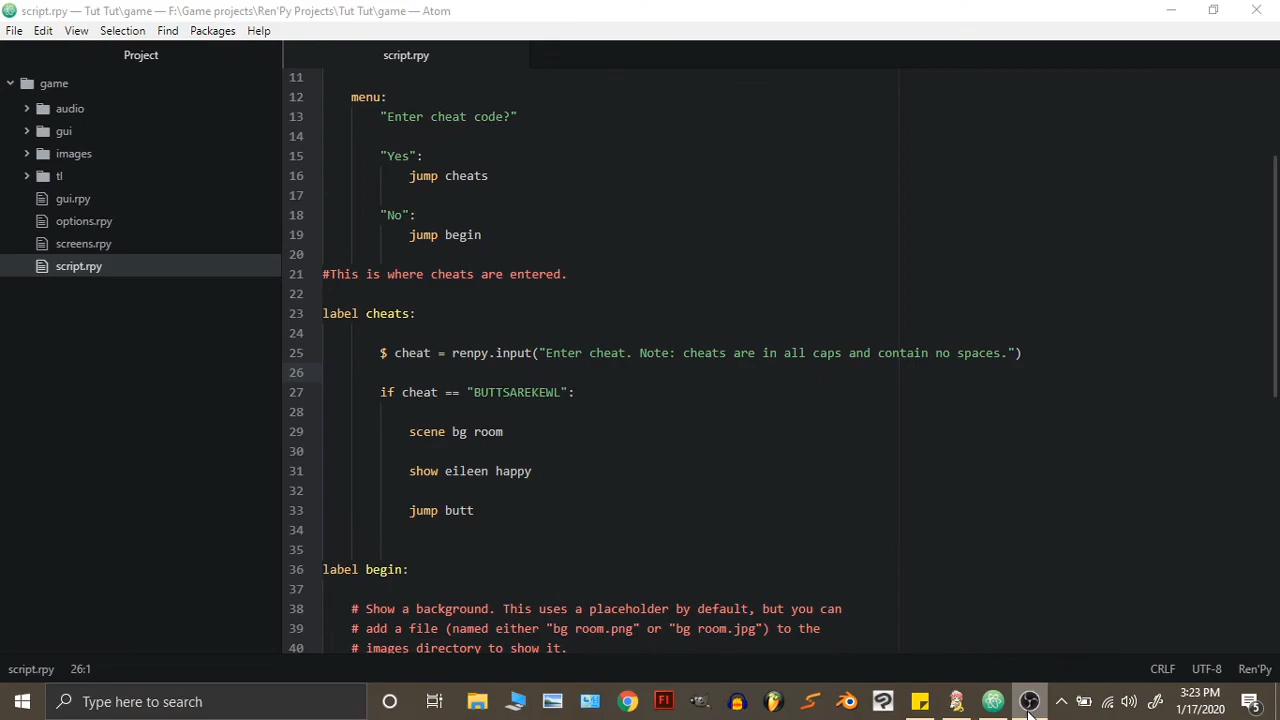 script.rpy — Tut Tut\game — F:\Game projects\Ren'Py Projects\Tut Tut\game — Atom
File Edit View Selection Find Packages Help
Project
script.rpy
game
audio
gui
images
tl
gui.rpy
options.rpy
screens.rpy
script.rpy
11
12 menu:
13 "Enter cheat code?"
14
15 "Yes":
16 jump cheats
17
18 "No":
19 jump begin
20
21 #This is where cheats are entered.
22
23 label cheats:
24
25 $ cheat = renpy.input("Enter cheat. Note: cheats are in all caps and contain no spaces.")
26
27 if cheat == "BUTTSAREKEWL":
28
29 scene bg room
30
31 show eileen happy
32
33 jump butt
34
35
36 label begin:
37
38 # Show a background. This uses a placeholder by default, but you can
39 # add a file (named either "bg room.png" or "bg room.jpg") to the
40 # images directory to show it.
script.rpy 26:1 CRLF UTF-8 Ren'Py
Type here to search
3:23 PM
1/17/2020
5